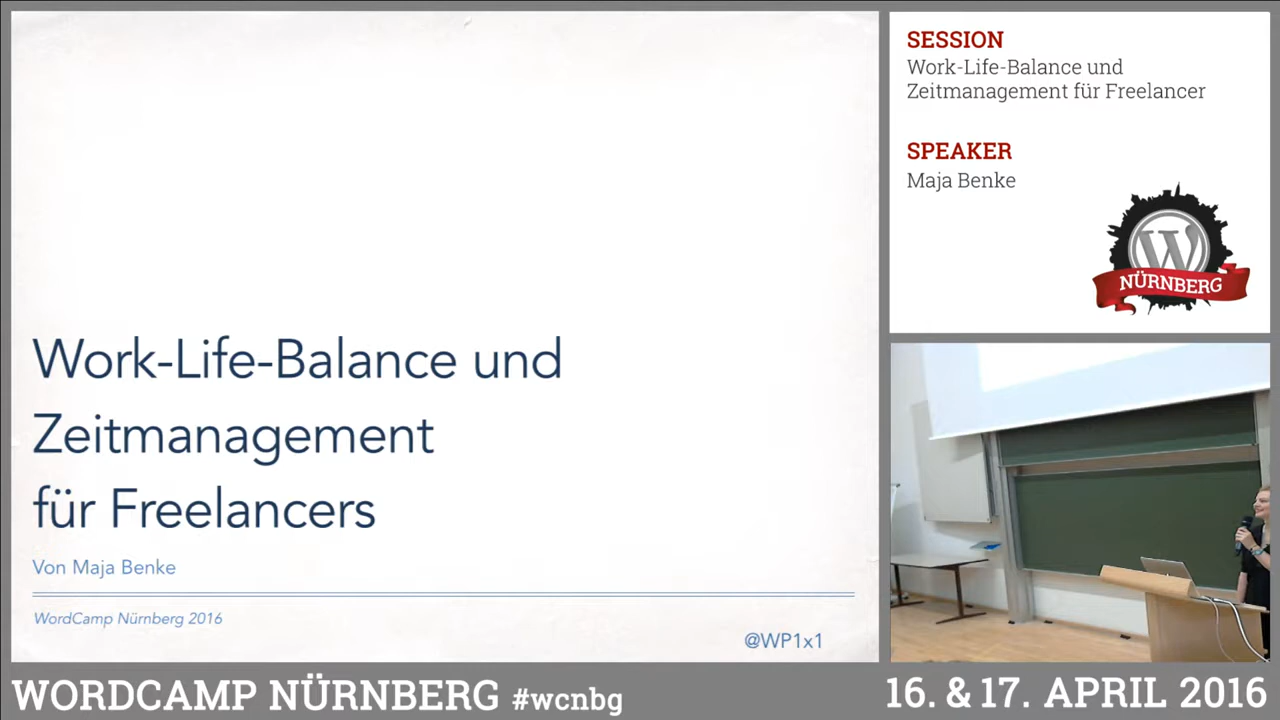 Work-Life-Balance und
Zeitmanagement
für Freelancers
Von Maja Benke
WordCamp Nürnberg 2016
@WP1x1
SESSION
Work-Life-Balance und
Zeitmanagement für Freelancer
SPEAKER
Maja Benke
W
NÜRNBERG
WORDCAMP NÜRNBERG #wcnbg
16. & 17. APRIL 2016